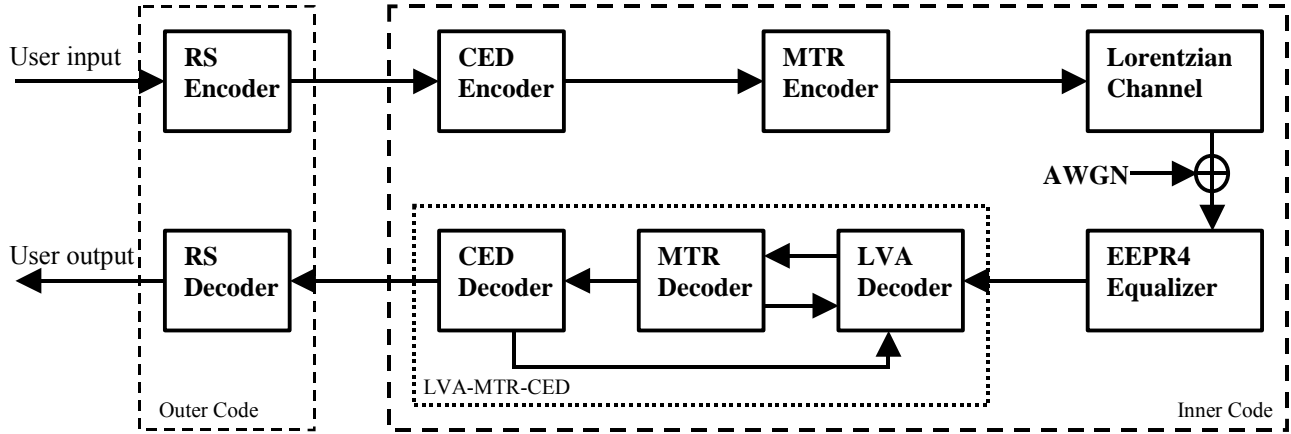 User input
RS
Encoder
CED
Encoder
MTR
Encoder
Lorentzian
Channel
AWGN
User output
RS
Decoder
CED
Decoder
MTR
Decoder
LVA
Decoder
EEPR4
Equalizer
LVA-MTR-CED
Outer Code
Inner Code